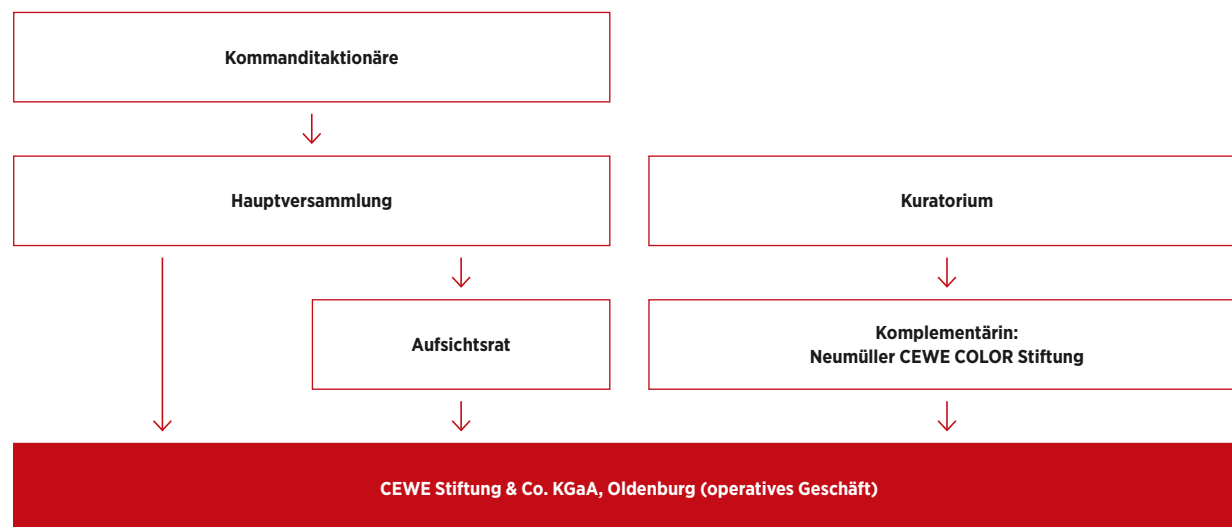 Kommanditaktionäre
Hauptversammlung
Kuratorium
Aufsichtsrat
Komplementärin:
Neumüller CEWE COLOR Stiftung
CEWE Stiftung & Co. KGaA, Oldenburg (operatives Geschäft)